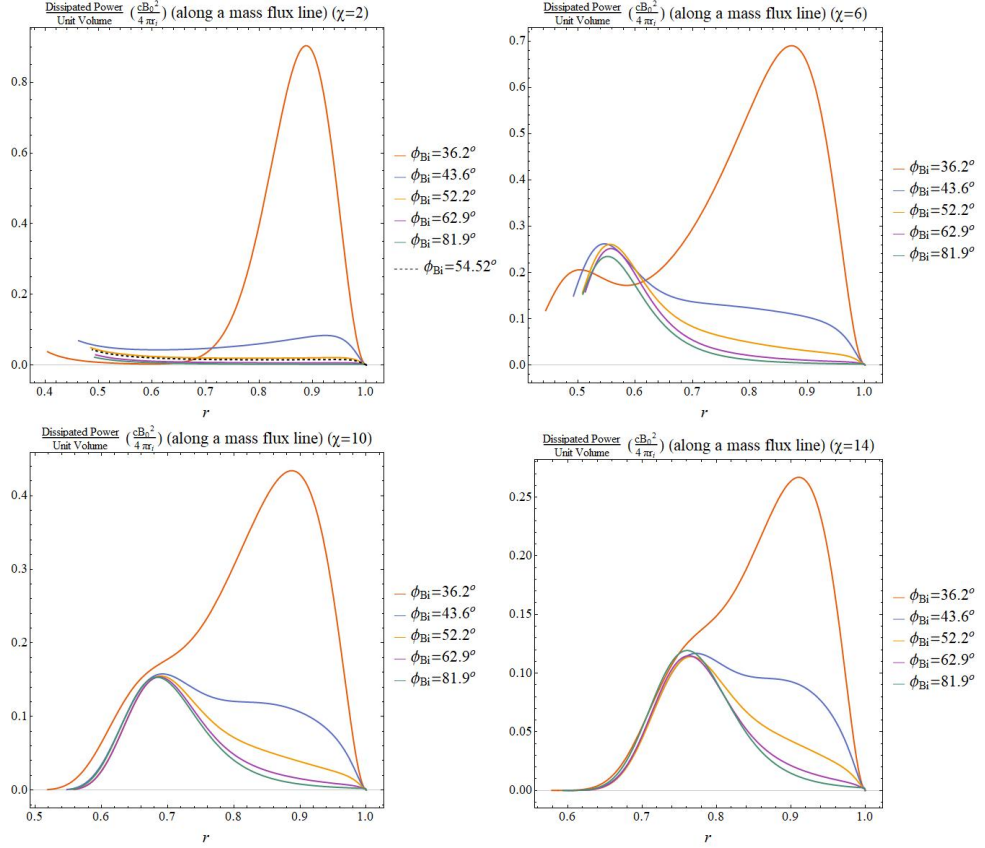 Dissipated Power / Unit Volume (cB₀² / 4 πrᵢ) (along a mass flux line) (χ=2)
0.8
0.6
0.4
0.2
0.0
0.4 0.5 0.6 0.7 0.8 0.9 1.0
r
ϕBi=36.2°
ϕBi=43.6°
ϕBi=52.2°
ϕBi=62.9°
ϕBi=81.9°
ϕBi=54.52°
Dissipated Power / Unit Volume (cB₀² / 4 πrᵢ) (along a mass flux line) (χ=6)
0.7
0.6
0.5
0.4
0.3
0.2
0.1
0.0
0.5 0.6 0.7 0.8 0.9 1.0
r
ϕBi=36.2°
ϕBi=43.6°
ϕBi=52.2°
ϕBi=62.9°
ϕBi=81.9°
Dissipated Power / Unit Volume (cB₀² / 4 πrᵢ) (along a mass flux line) (χ=10)
0.4
0.3
0.2
0.1
0.0
0.5 0.6 0.7 0.8 0.9 1.0
r
ϕBi=36.2°
ϕBi=43.6°
ϕBi=52.2°
ϕBi=62.9°
ϕBi=81.9°
Dissipated Power / Unit Volume (cB₀² / 4 πrᵢ) (along a mass flux line) (χ=14)
0.25
0.20
0.15
0.10
0.05
0.00
0.6 0.7 0.8 0.9 1.0
r
ϕBi=36.2°
ϕBi=43.6°
ϕBi=52.2°
ϕBi=62.9°
ϕBi=81.9°